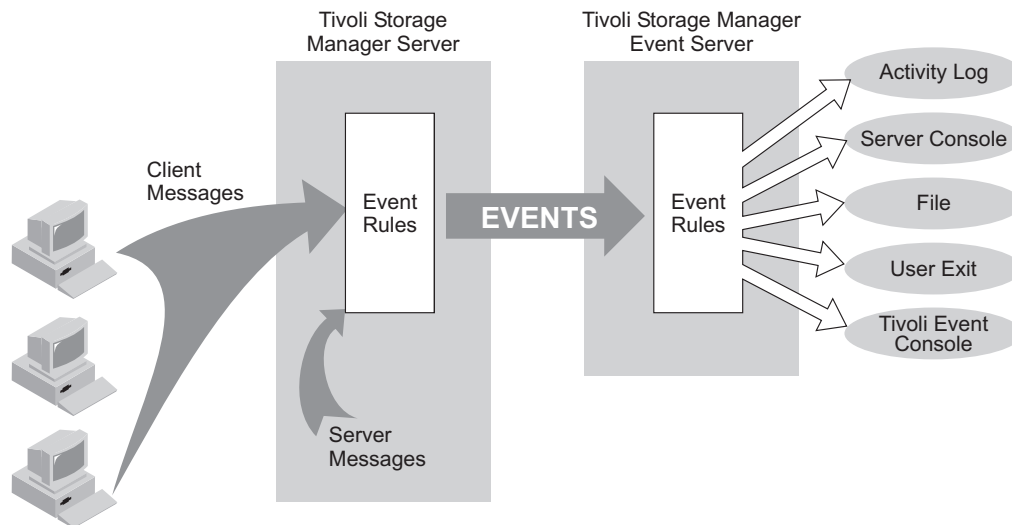 Tivoli Storage
Manager Server
Tivoli Storage Manager
Event Server
Client
Messages
Event
Rules
Server
Messages
EVENTS
Event
Rules
Activity Log
Server Console
File
User Exit
Tivoli Event
Console